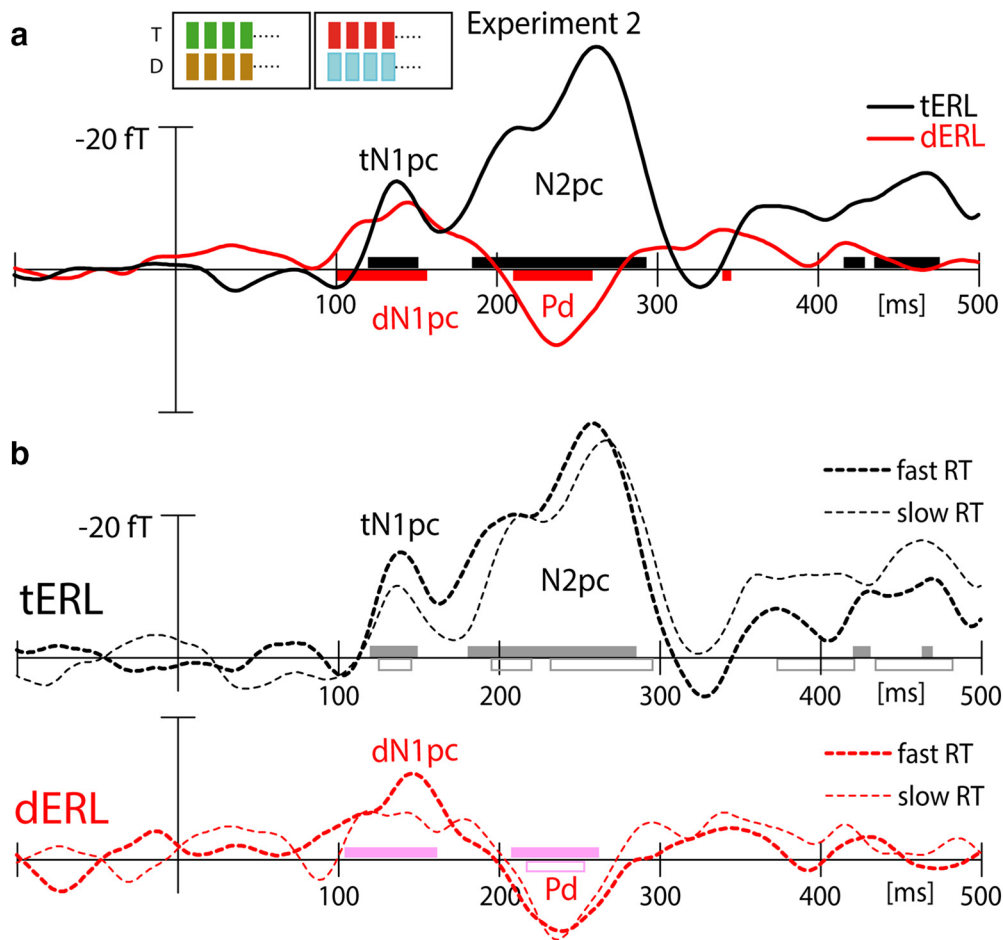 a
Experiment 2
T
D
-20 fT
tERL
dERL
tN1pc
N2pc
100 200 300 400 [ms] 500
dN1pc
Pd
b
fast RT
slow RT
-20 fT
tN1pc
N2pc
tERL
100 200 300 400 [ms] 500
dN1pc
fast RT
slow RT
dERL
Pd
100 200 300 400 [ms] 500